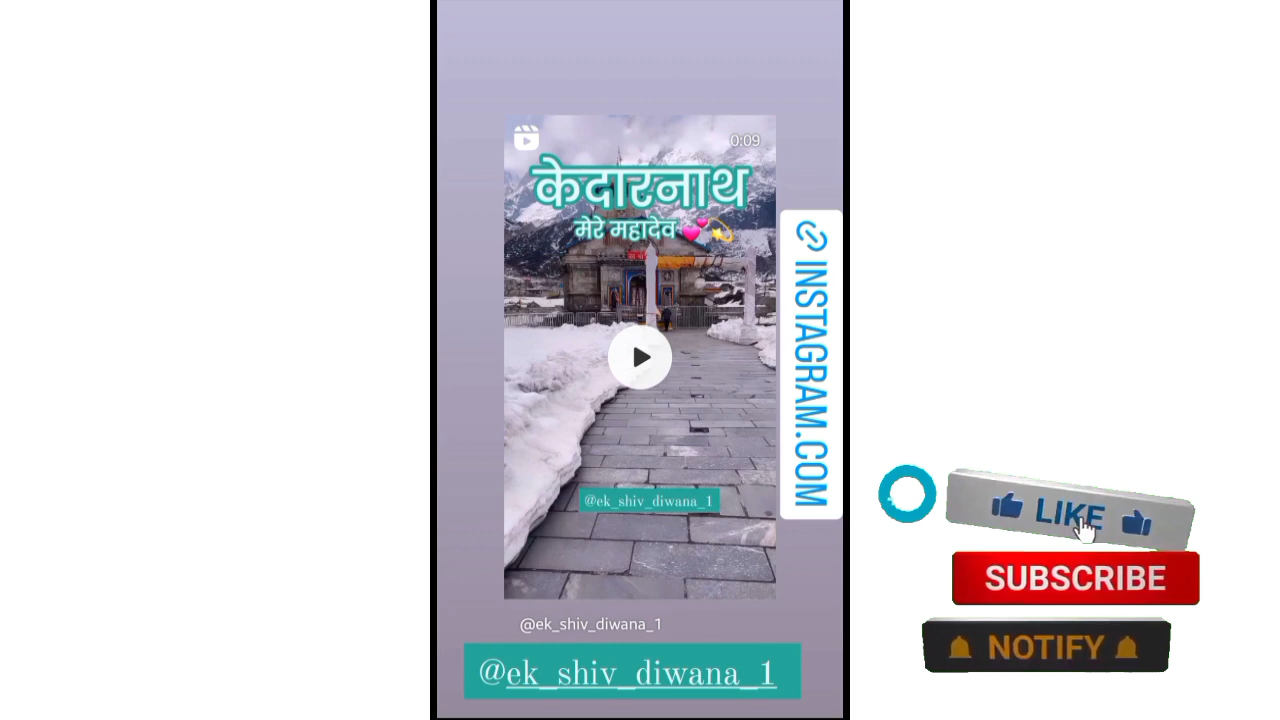 0:09
केदारनाथ
मेरे महादेव
@ek_shiv_diwana_1
@ek_shiv_diwana_1
@ek_shiv_diwana_1
INSTAGRAM.COM
LIKE
SUBSCRIBE
NOTIFY